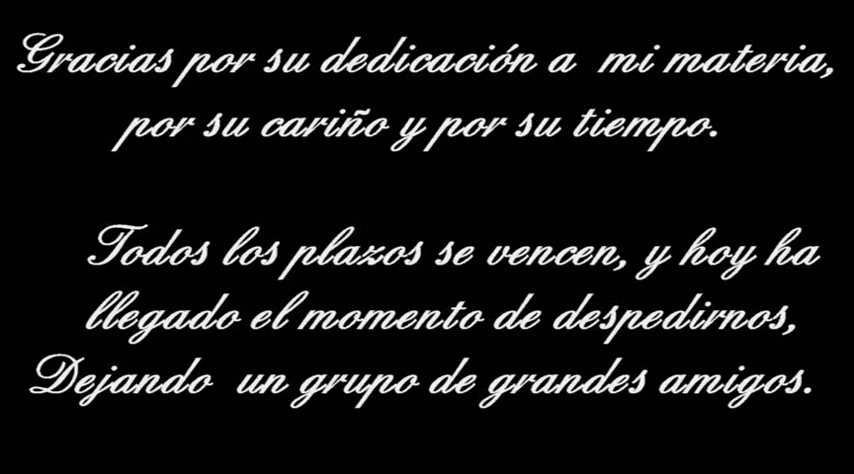 Gracias por su dedicación a mi materia,
por su cariño y por su tiempo.
Todos los plazos se vencen, y hoy ha
llegado el momento de despedirnos,
Dejando un grupo de grandes amigos.